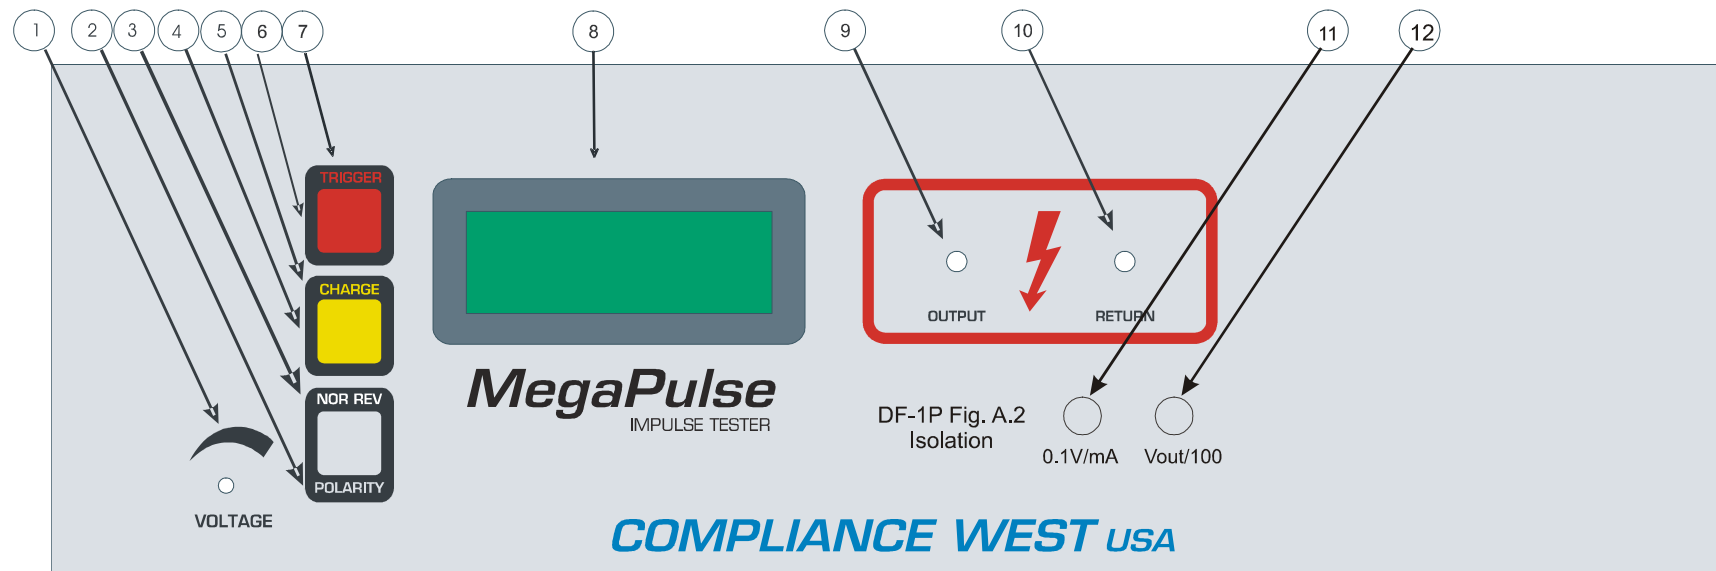 1 2 3 4 5 6 7 8 9 10 11 12
TRIGGER
CHARGE
NOR REV
POLARITY
VOLTAGE
MegaPulse
IMPULSE TESTER
OUTPUT
RETURN
DF-1P Fig. A.2
Isolation
0.1V/mA
Vout/100
COMPLIANCE WEST USA